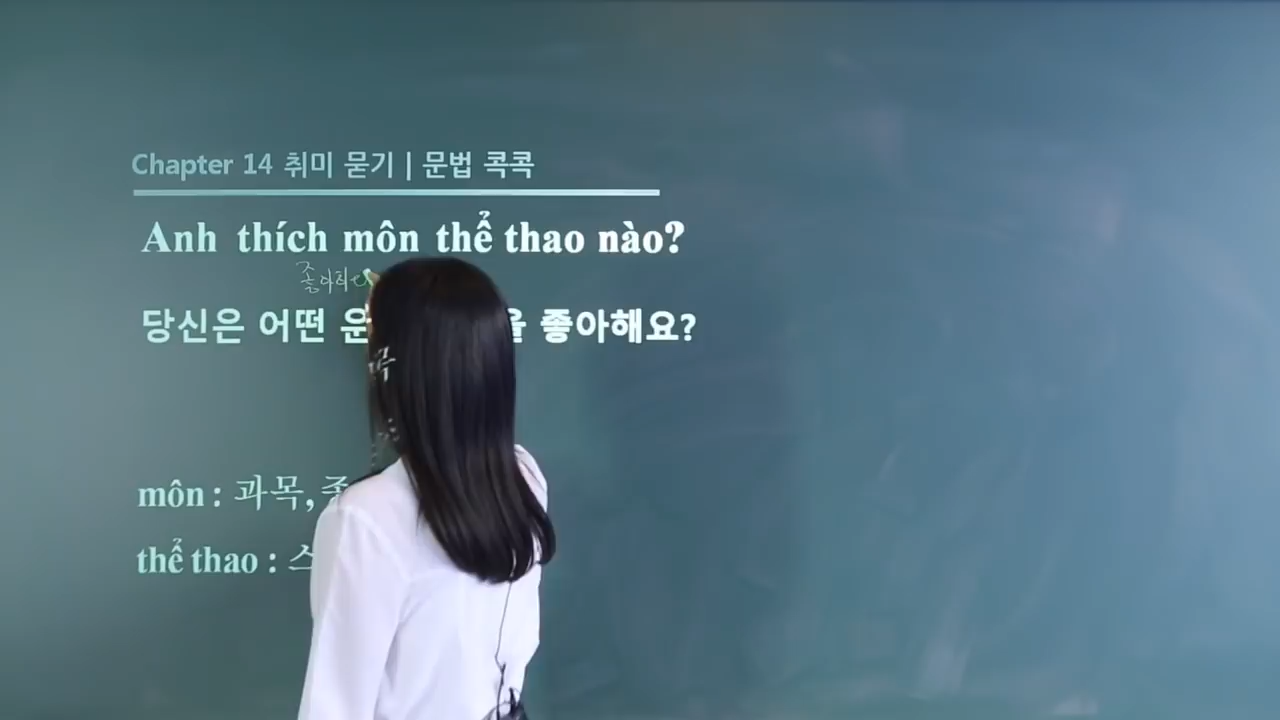 Chapter 14 취미 묻기 | 문법 콕콕
Anh thích môn thể thao nào?
당신은 어떤 을 좋아해요?
môn : 과목,
thể thao :